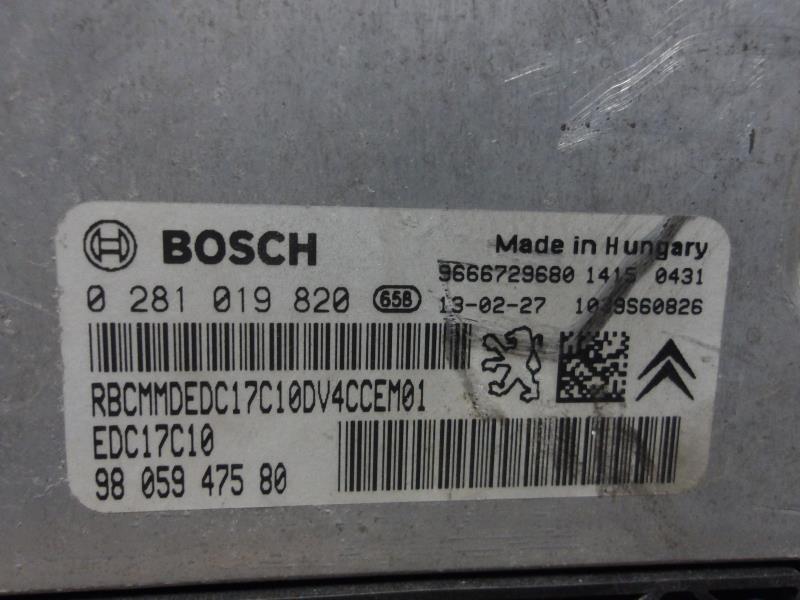 BOSCH
Made in Hungary
9666729680 1415 0431
0 281 019 820 658 13-02-27 1039S60826
RBCMMDEDC17C10DV4CCEM01
EDC17C10
98 059 475 80